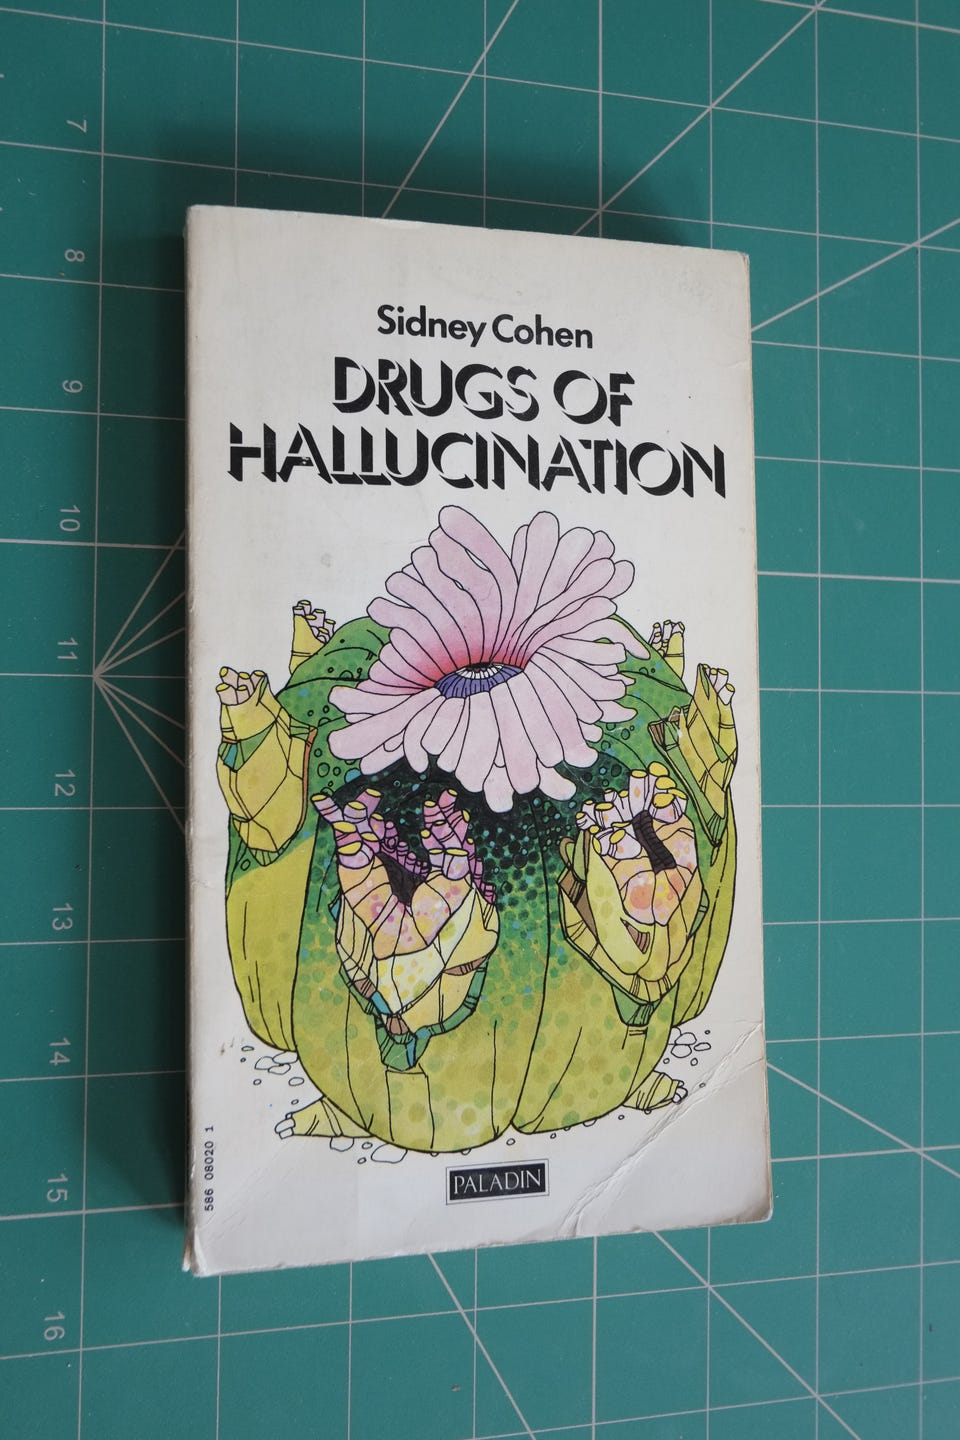 Sidney Cohen
DRUGS OF
HALLUCINATION
PALADIN
586 08020 1
7
8
9
10
11
12
13
14
15
16